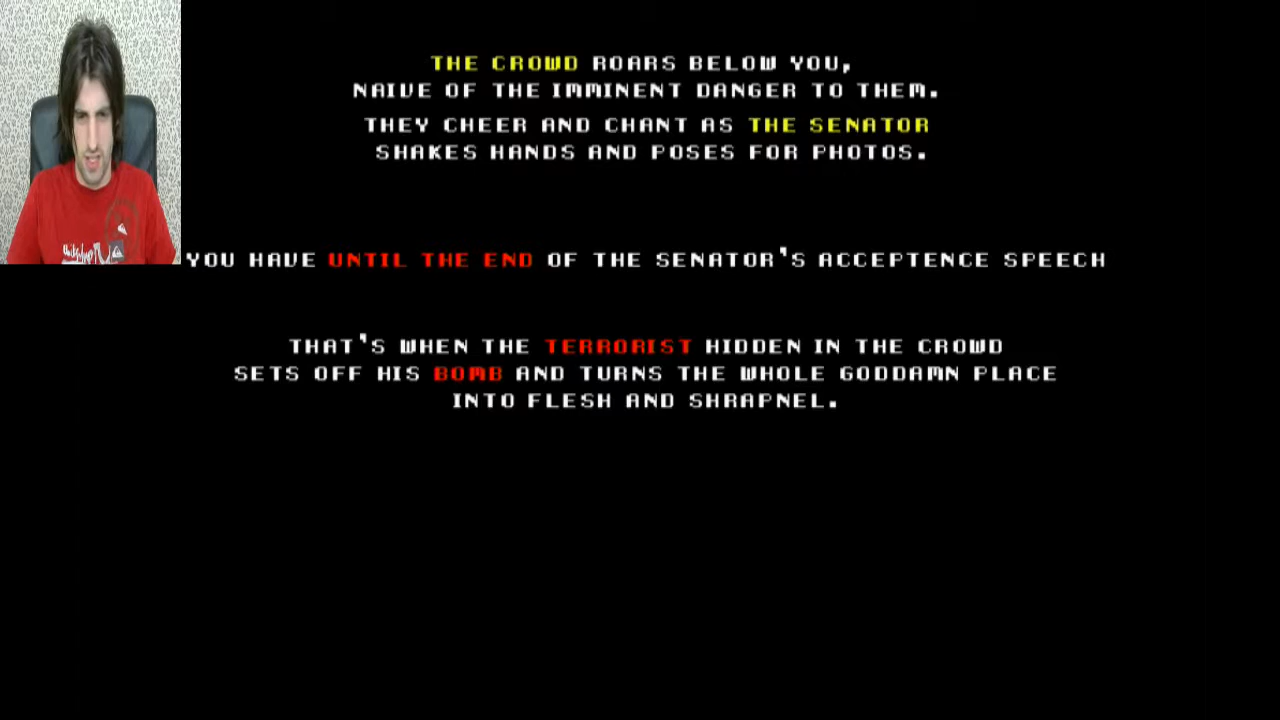 THE CROWD ROARS BELOW YOU,
NAIVE OF THE IMMINENT DANGER TO THEM.
THEY CHEER AND CHANT AS THE SENATOR
SHAKES HANDS AND POSES FOR PHOTOS.
YOU HAVE UNTIL THE END OF THE SENATOR'S ACCEPTENCE SPEECH
THAT'S WHEN THE TERRORIST HIDDEN IN THE CROWD
SETS OFF HIS BOMB AND TURNS THE WHOLE GODDAMN PLACE
INTO FLESH AND SHRAPNEL.